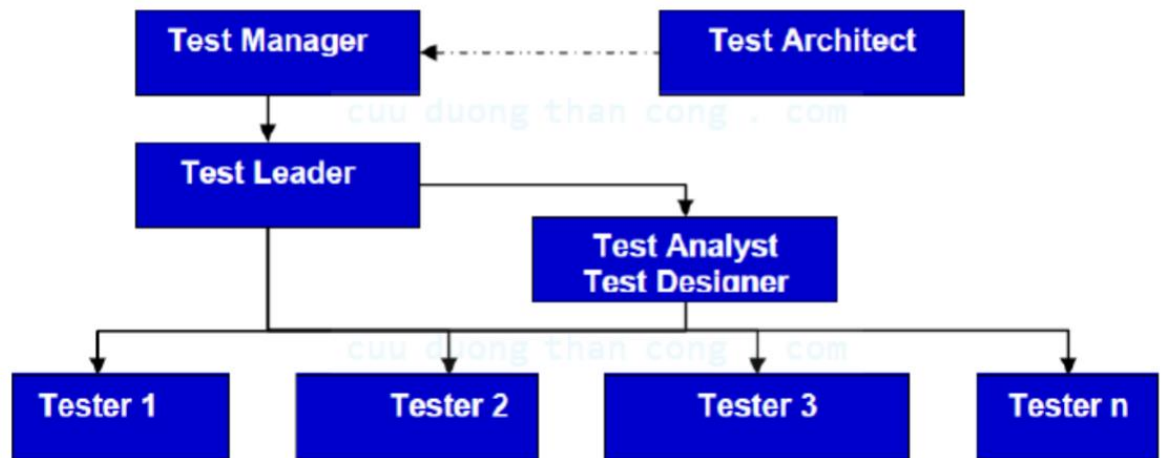 Test Manager
Test Architect
cuu duong than cong . com
Test Leader
Test Analyst
Test Designer
cuu duong than cong . com
Tester 1
Tester 2
Tester 3
Tester n